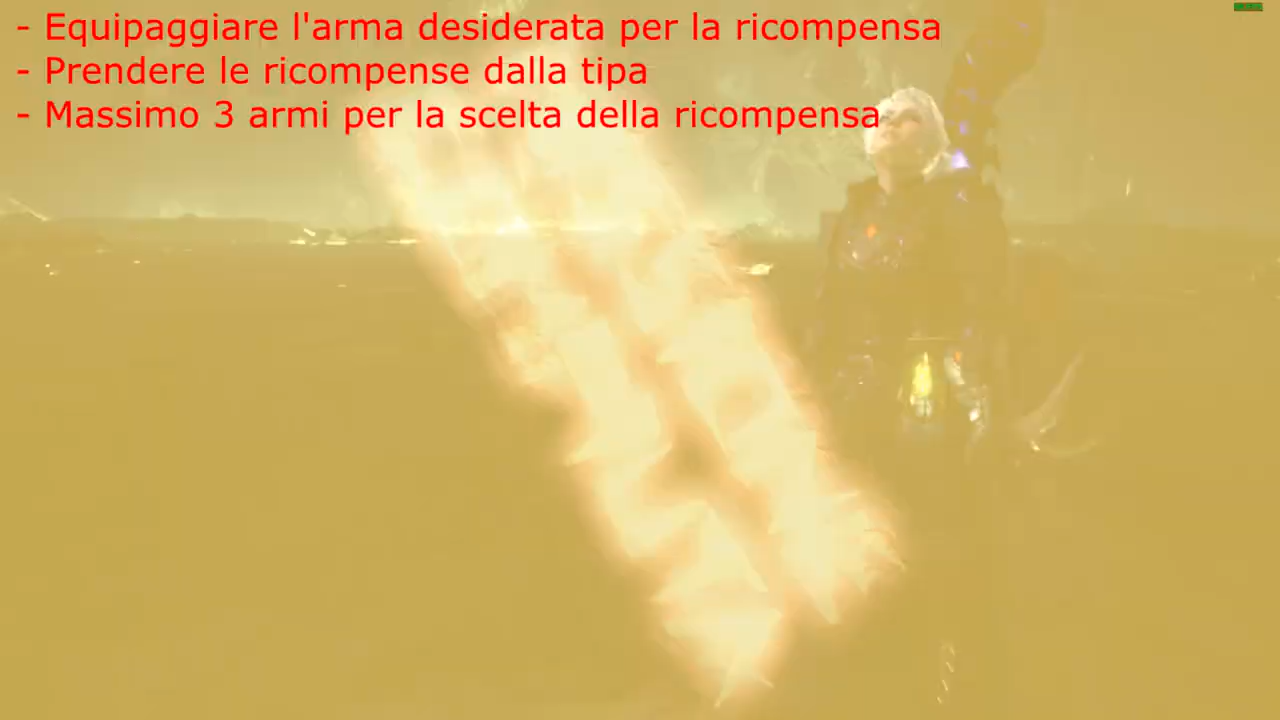 - Equipaggiare l'arma desiderata per la ricompensa
- Prendere le ricompense dalla tipa
- Massimo 3 armi per la scelta della ricompensa